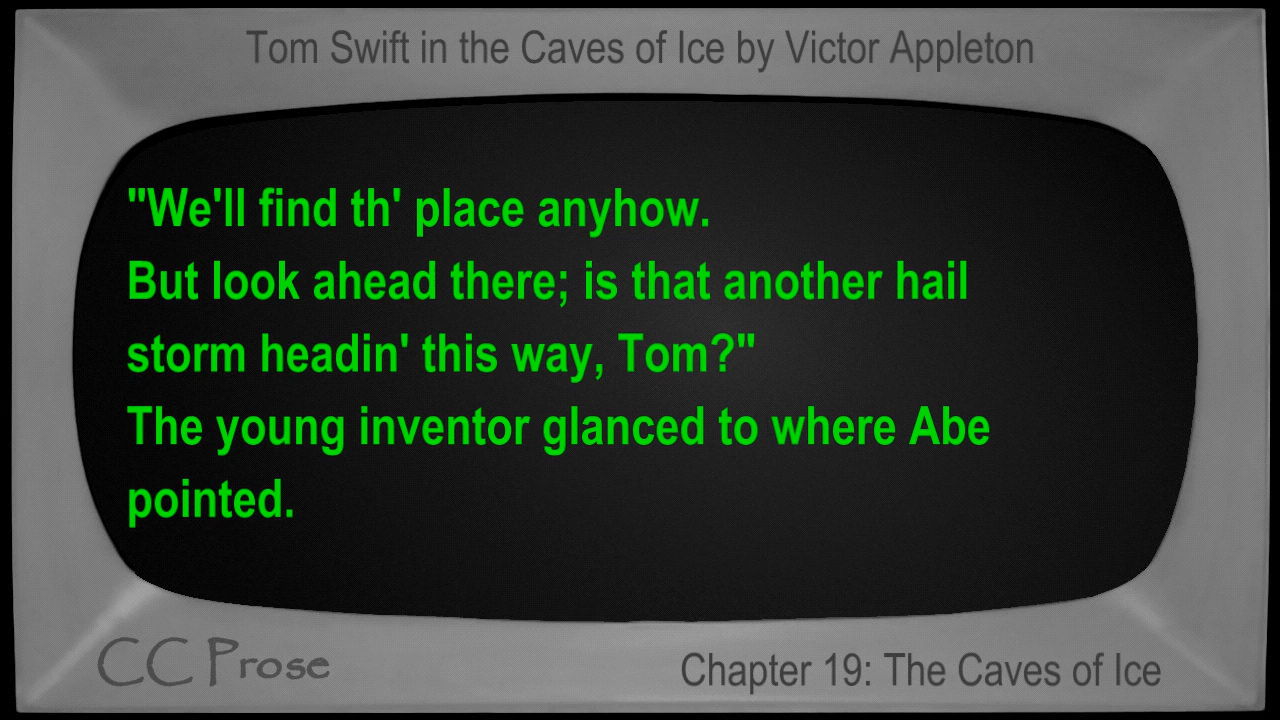 Tom Swift in the Caves of Ice by Victor Appleton
"We'll find th' place anyhow.
But look ahead there; is that another hail
storm headin' this way, Tom?"
The young inventor glanced to where Abe
pointed.
CC Prose
Chapter 19: The Caves of Ice